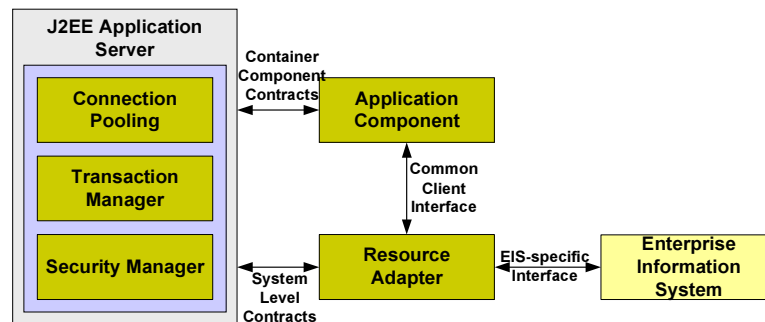 J2EE Application
Server
Connection
Pooling
Transaction
Manager
Security Manager
Container
Component
Contracts
Application
Component
Common
Client
Interface
System
Level
Contracts
Resource
Adapter
EIS-specific
Interface
Enterprise
Information
System